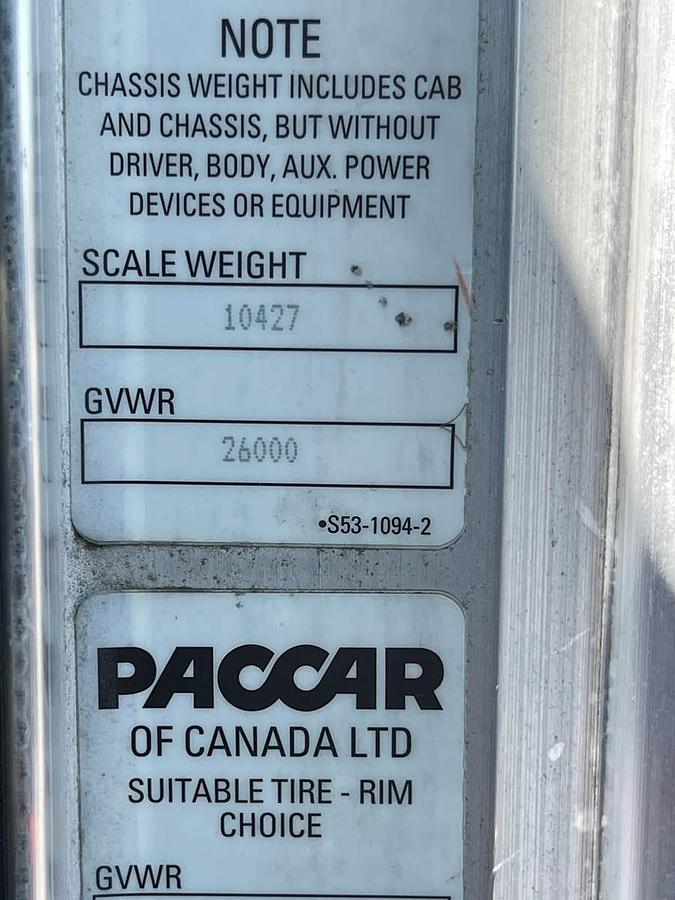 NOTE
CHASSIS WEIGHT INCLUDES CAB
AND CHASSIS, BUT WITHOUT
DRIVER, BODY, AUX. POWER
DEVICES OR EQUIPMENT
SCALE WEIGHT
10427
GVWR
26000
•S53-1094-2
PACCAR
OF CANADA LTD
SUITABLE TIRE - RIM
CHOICE
GVWR